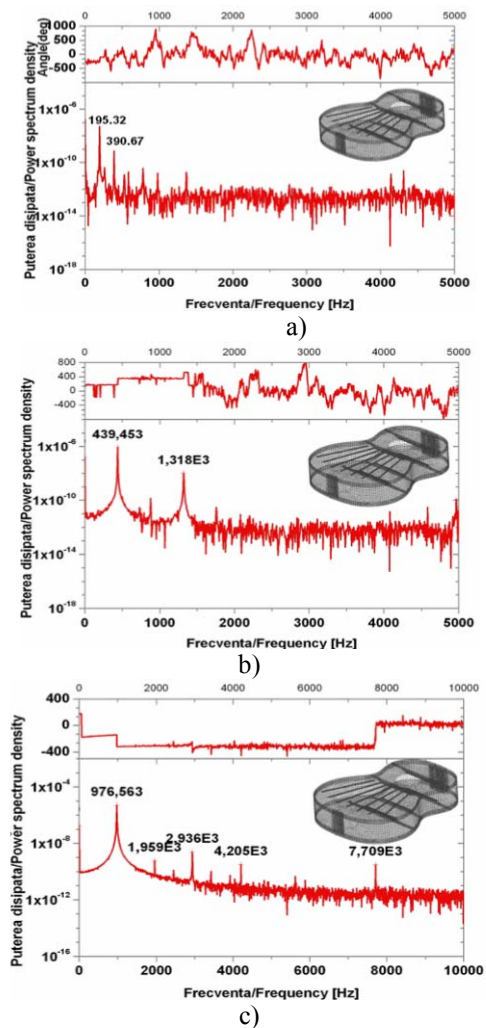 0 1000 2000 3000 4000 5000
1000
500
0
-500
Angle(deg)
1x10-6
1x10-10
1x10-14
10-18
195.32
390.67
Puterea disipata/Power spectrum density
0 1000 2000 3000 4000 5000
Frecventa/Frequency [Hz]
a)
0 1000 2000 3000 4000 5000
800
400
0
-400
1x10-6
1x10-10
1x10-14
10-18
439,453
1,318E3
Puterea disipata/Power spectrum density
0 1000 2000 3000 4000 5000
Frecventa/Frequency [Hz]
b)
0 2000 4000 6000 8000 10000
400
0
-400
1x10-4
1x10-8
1x10-12
10-16
976,563
1,959E3
2,936E3
4,205E3
7,709E3
Puterea disipata/Power spectrum density
0 2000 4000 6000 8000 10000
Frecventa/Frequency [Hz]
c)